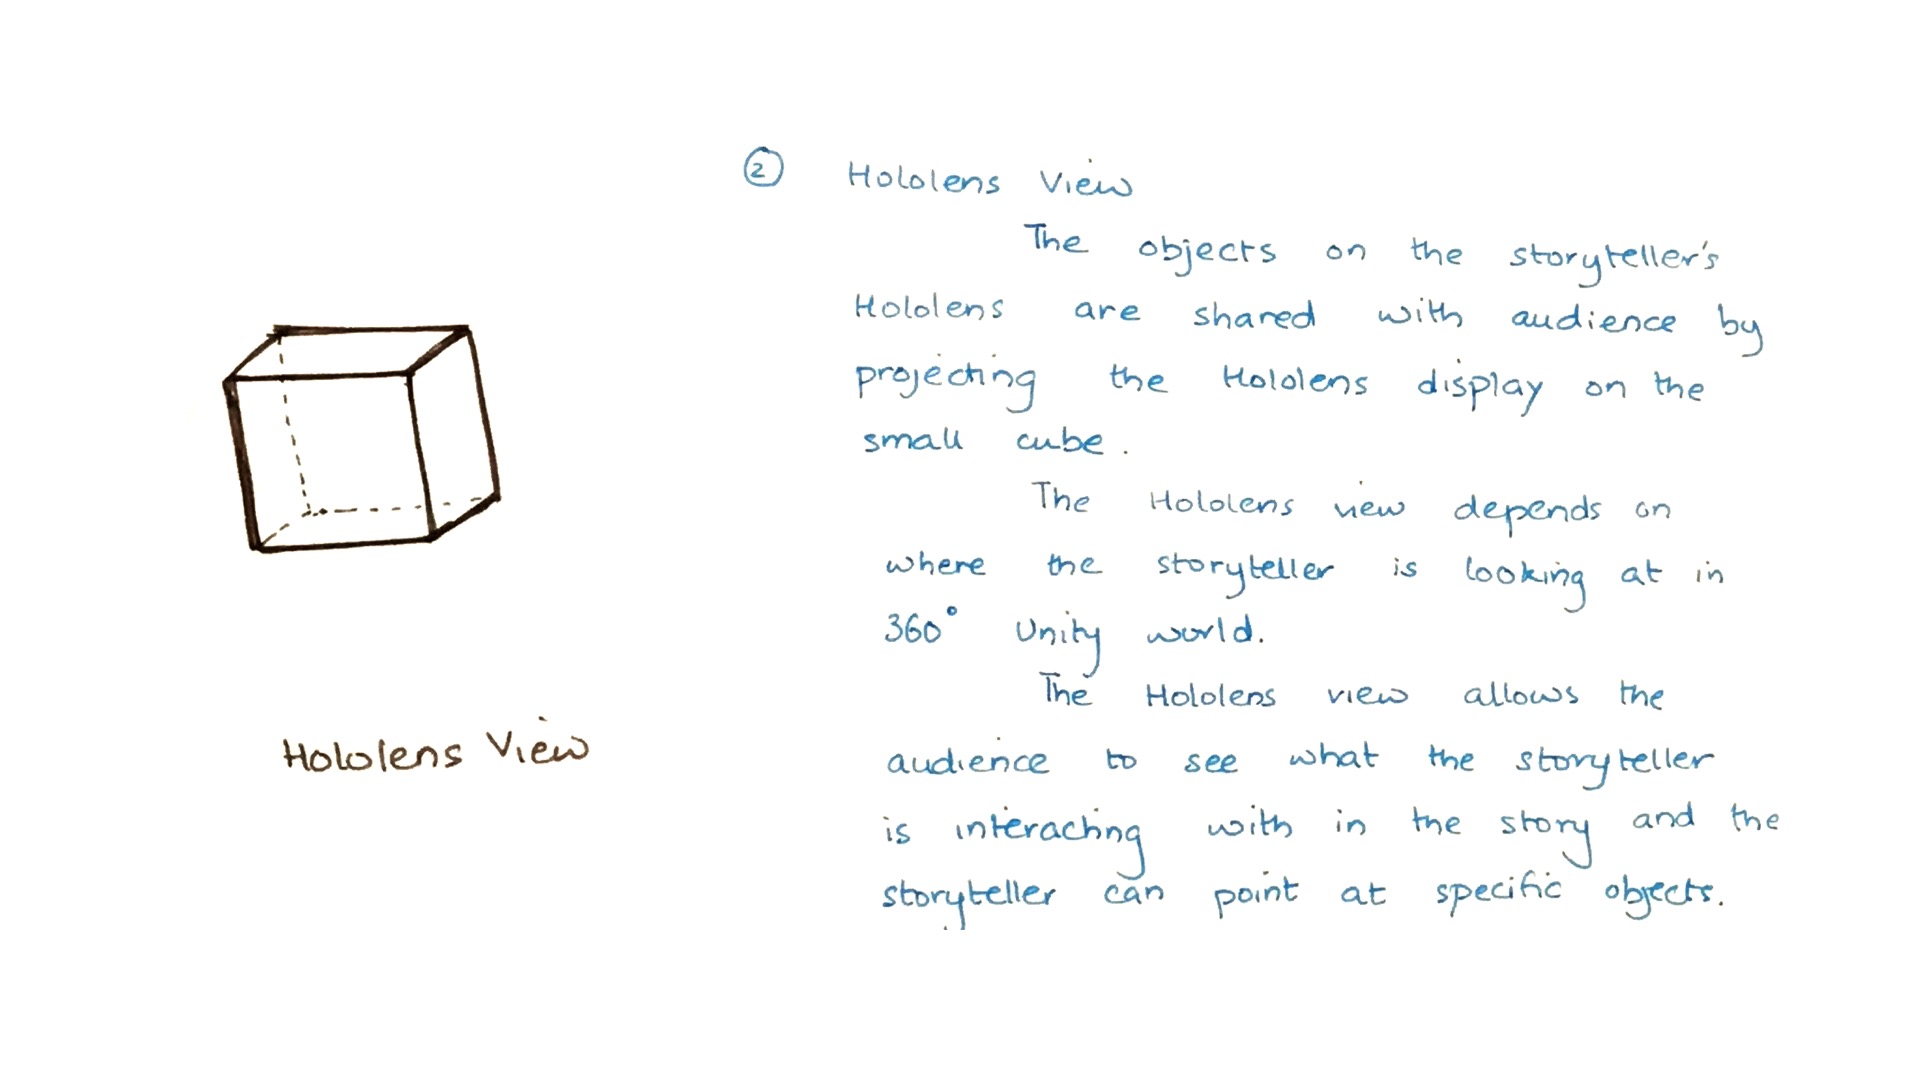 ② Hololens View
The objects on the storyteller's
Hololens are shared with audience by
projecting the Hololens display on the
small cube.
The Hololens view depends on
where the storyteller is looking at in
360° Unity world.
The Hololens view allows the
audience to see what the storyteller
is interacting with in the story and the
storyteller can point at specific objects.
Hololens View